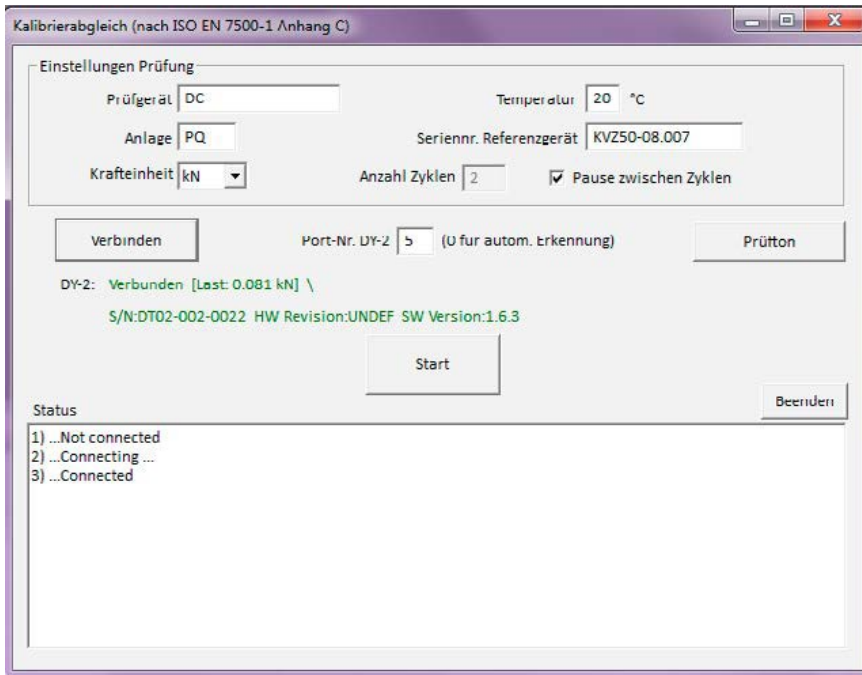 Kalibrierabgleich (nach ISO EN 7500-1 Anhang C)
Einstellungen Prüfung
Prüfgerät DC Temperatur 20 °C
Anlage PQ Seriennr. Referenzgerät KVZ50-08.007
Krafteinheit kN Anzahl Zyklen 2 Pause zwischen Zyklen
Verbinden Port-Nr. DY-2 5 (0 für autom. Erkennung) Prüfton
DY-2: Verbunden [Last: 0.081 kN] \
S/N:DT02-002-0022 HW Revision:UNDEF SW Version:1.6.3
Start
Beenden
Status
1) ...Not connected
2) ...Connecting ...
3) ...Connected